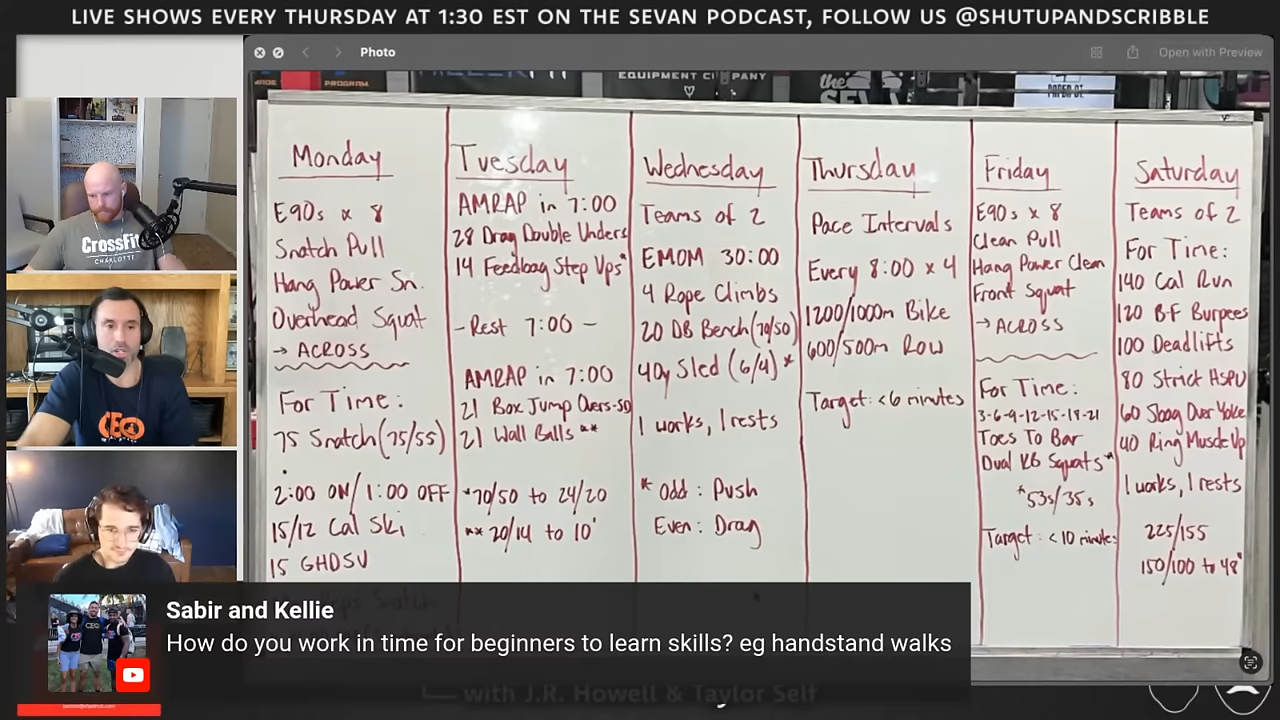 LIVE SHOWS EVERY THURSDAY AT 1:30 EST ON THE SEVAN PODCAST, FOLLOW US @SHUTUPANDSCRIBBLE
Photo
Open with Preview
PROGRAM
EQUIPMENT COMPANY
the
Monday
E90s x 8
Snatch Pull
Hang Power Sn.
Overhead Squat
→ ACROSS
For Time:
75 Snatch (75/55)
2:00 ON/1:00 OFF
15/12 Cal Ski
15 GHDSU
Tuesday
AMRAP in 7:00
28 Drag Double Unders
14 Feedbag Step Ups*
- Rest 7:00 -
AMRAP in 7:00
21 Box Jump Overs-50
21 Wall Balls **
*70/50 to 24/20
** 20/14 to 10'
Wednesday
Teams of 2
EMOM 30:00
4 Rope Climbs
20 DB Bench (70/50)
40y Sled (6/4) *
1 works, 1 rests
* Odd : Push
Even : Drag
Thursday
Pace Intervals
Every 8:00 x 4
1200/1000m Bike
600/500m Row
Target: <6 minutes
Friday
E90s x 8
Clean Pull
Hang Power Clean
Front Squat
→ ACROSS
For Time:
3-6-9-12-15-18-21
Toes To Bar
Dual KB Squats*
*53s/35s
Target: <10 minutes
Saturday
Teams of 2
For Time:
140 Cal Run
120 B-F Burpees
100 Deadlifts
80 Strict HSPU
60 Sbag Over Yoke
40 Ring Muscle Up
1 works, 1 rests
225/155
150/100 to 48"
CrossFit
CHARLOTTE
CEO
Sabir and Kellie
How do you work in time for beginners to learn skills? eg handstand walks
with J.R. Howell & Taylor Self